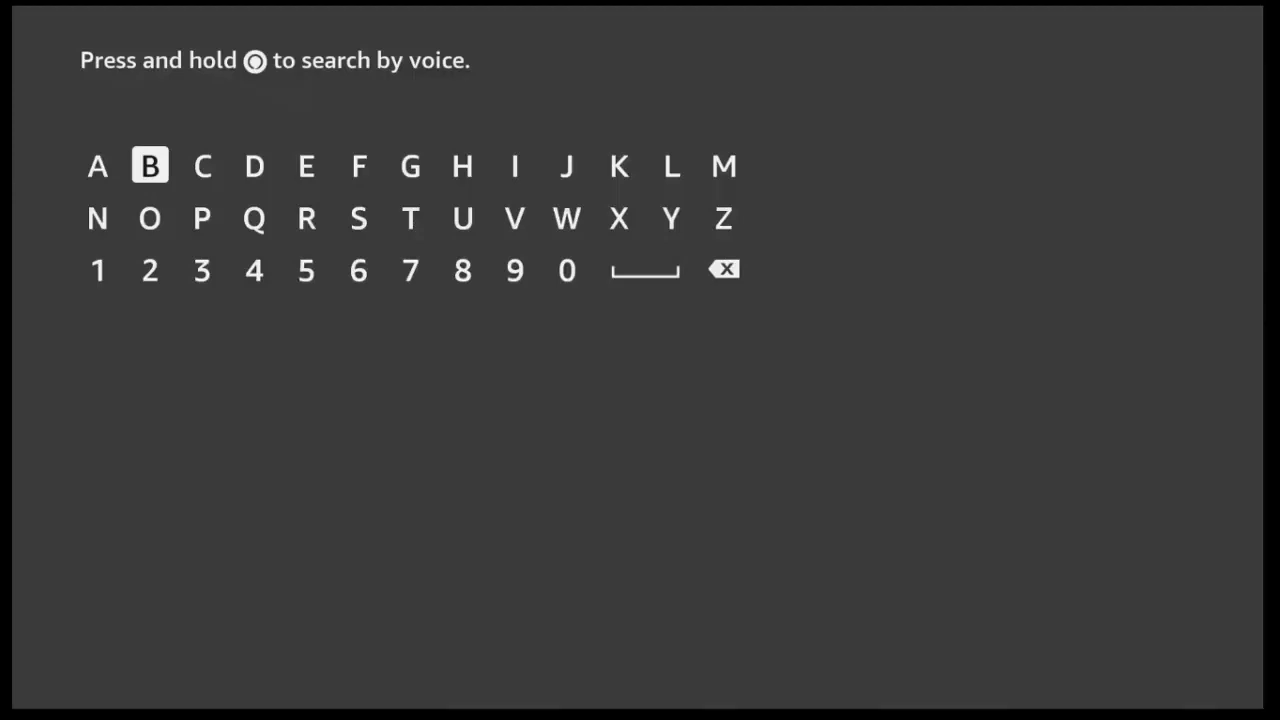 Press and hold to search by voice.
A B C D E F G H I J K L M
N O P Q R S T U V W X Y Z
1 2 3 4 5 6 7 8 9 0